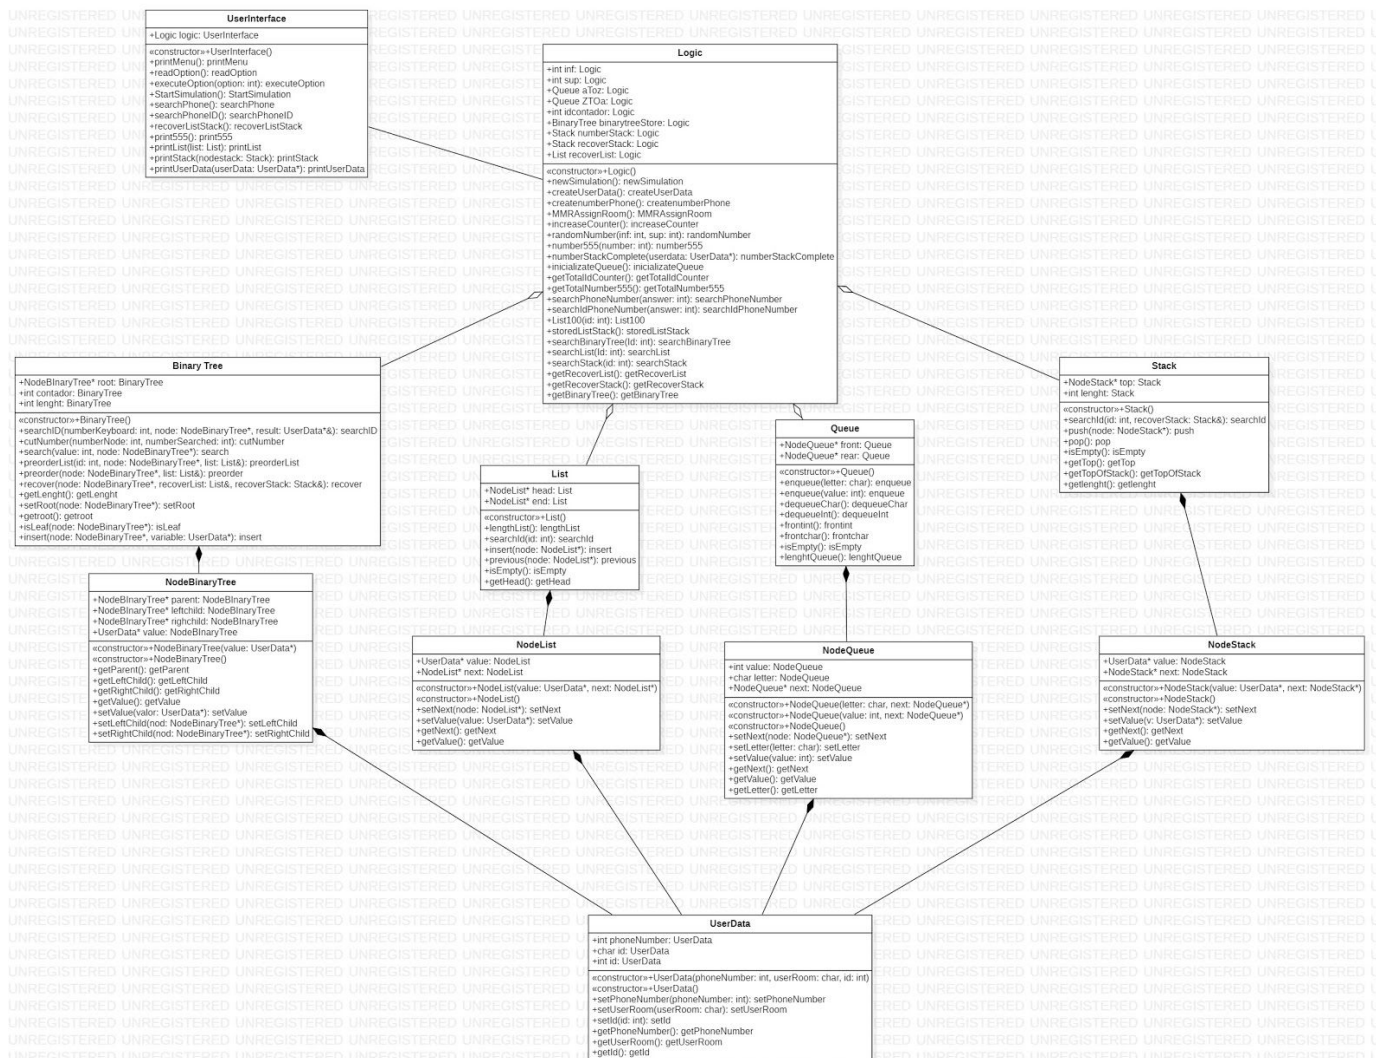 UserInterface
+Logic logic: UserInterface
«constructor»+UserInterface()
+printMenu(): printMenu
+readOption(): readOption
+executeOption(option: int): executeOption
+StartSimulation(): StartSimulation
+searchPhone(): searchPhone
+searchPhoneID(): searchPhoneID
+recoverListStack(): recoverListStack
+print555(): print555
+printList(list: List): printList
+printStack(nodestack: Stack): printStack
+printUserData(userData: UserData*): printUserData
Logic
+int inf: Logic
+int sup: Logic
+Queue aToz: Logic
+Queue ZTOa: Logic
+int idcontador: Logic
+BinaryTree binarytreeStore: Logic
+Stack numberStack: Logic
+Stack recoverStack: Logic
+List recoverList: Logic
«constructor»+Logic()
+newSimulation(): newSimulation
+createUserData(): createUserData
+createnumberPhone(): createnumberPhone
+MMRAssignRoom(): MMRAssignRoom
+increaseCounter(): increaseCounter
+randomNumber(inf: int, sup: int): randomNumber
+number555(number: int): number555
+numberStackComplete(userdata: UserData*): numberStackComplete
+inicializateQueue(): inicializateQueue
+getTotalIdCounter(): getTotalIdCounter
+getTotalNumber555(): getTotalNumber555
+searchPhoneNumber(answer: int): searchPhoneNumber
+searchIdPhoneNumber(answer: int): searchIdPhoneNumber
+List100(id: int): List100
+storedListStack(): storedListStack
+searchBinaryTree(Id: int): searchBinaryTree
+searchList(Id: int): searchList
+searchStack(id: int): searchStack
+getRecoverList(): getRecoverList
+getRecoverStack(): getRecoverStack
+getBinaryTree(): getBinaryTree
Binary Tree
+NodeBInaryTree* root: BinaryTree
+int contador: BinaryTree
+int lenght: BinaryTree
«constructor»+BinaryTree()
+searchID(numberKeyboard: int, node: NodeBinaryTree*, result: UserData*&): searchID
+cutNumber(numberNode: int, numberSearched: int): cutNumber
+search(value: int, node: NodeBinaryTree*): search
+preorderList(id: int, node: NodeBinaryTree*, list: List&): preorderList
+preorder(node: NodeBinaryTree*, list: List&): preorder
+recover(node: NodeBinaryTree*, recoverList: List&, recoverStack: Stack&): recover
+getLenght(): getLenght
+setRoot(node: NodeBinaryTree*): setRoot
+getroot(): getroot
+isLeaf(node: NodeBinaryTree*): isLeaf
+insert(node: NodeBinaryTree*, variable: UserData*): insert
Stack
+NodeStack* top: Stack
+int lenght: Stack
«constructor»+Stack()
+searchId(id: int, recoverStack: Stack&): searchId
+push(node: NodeStack*): push
+pop(): pop
+isEmpty(): isEmpty
+getTop(): getTop
+getTopOfStack(): getTopOfStack
+getlenght(): getlenght
Queue
+NodeQueue* front: Queue
+NodeQueue* rear: Queue
«constructor»+Queue()
+enqueue(letter: char): enqueue
+enqueue(value: int): enqueue
+dequeueChar(): dequeueChar
+dequeueInt(): dequeueInt
+frontint(): frontint
+frontchar(): frontchar
+isEmpty(): isEmpty
+lenghtQueue(): lenghtQueue
List
+NodeList* head: List
+NodeList* end: List
«constructor»+List()
+lengthList(): lengthList
+searchId(id: int): searchId
+insert(node: NodeList*): insert
+previous(node: NodeList*): previous
+isEmpty(): isEmpty
+getHead(): getHead
NodeBinaryTree
+NodeBInaryTree* parent: NodeBInaryTree
+NodeBInaryTree* leftchild: NodeBInaryTree
+NodeBInaryTree* righchild: NodeBInaryTree
+UserData* value: NodeBInaryTree
«constructor»+NodeBinaryTree(value: UserData*)
«constructor»+NodeBinaryTree()
+getParent(): getParent
+getLeftChild(): getLeftChild
+getRightChild(): getRightChild
+getValue(): getValue
+setValue(valor: UserData*): setValue
+setLeftChild(nod: NodeBinaryTree*): setLeftChild
+setRightChild(nod: NodeBinaryTree*): setRightChild
NodeList
+UserData* value: NodeList
+NodeList* next: NodeList
«constructor»+NodeList(value: UserData*, next: NodeList*)
«constructor»+NodeList()
+setNext(node: NodeList*): setNext
+setValue(value: UserData*): setValue
+getNext(): getNext
+getValue(): getValue
NodeQueue
+int value: NodeQueue
+char letter: NodeQueue
+NodeQueue* next: NodeQueue
«constructor»+NodeQueue(letter: char, next: NodeQueue*)
«constructor»+NodeQueue(value: int, next: NodeQueue*)
«constructor»+NodeQueue()
+setNext(node: NodeQueue*): setNext
+setLetter(letter: char): setLetter
+setValue(value: int): setValue
+getNext(): getNext
+getValue(): getValue
+getLetter(): getLetter
NodeStack
+UserData* value: NodeStack
+NodeStack* next: NodeStack
«constructor»+NodeStack(value: UserData*, next: NodeStack*)
«constructor»+NodeStack()
+setNext(node: NodeStack*): setNext
+setValue(v: UserData*): setValue
+getNext(): getNext
+getValue(): getValue
UserData
+int phoneNumber: UserData
+char id: UserData
+int id: UserData
«constructor»+UserData(phoneNumber: int, userRoom: char, id: int)
«constructor»+UserData()
+setPhoneNumber(phoneNumber: int): setPhoneNumber
+setUserRoom(userRoom: char): setUserRoom
+setId(id: int): setId
+getPhoneNumber(): getPhoneNumber
+getUserRoom(): getUserRoom
+getId(): getId